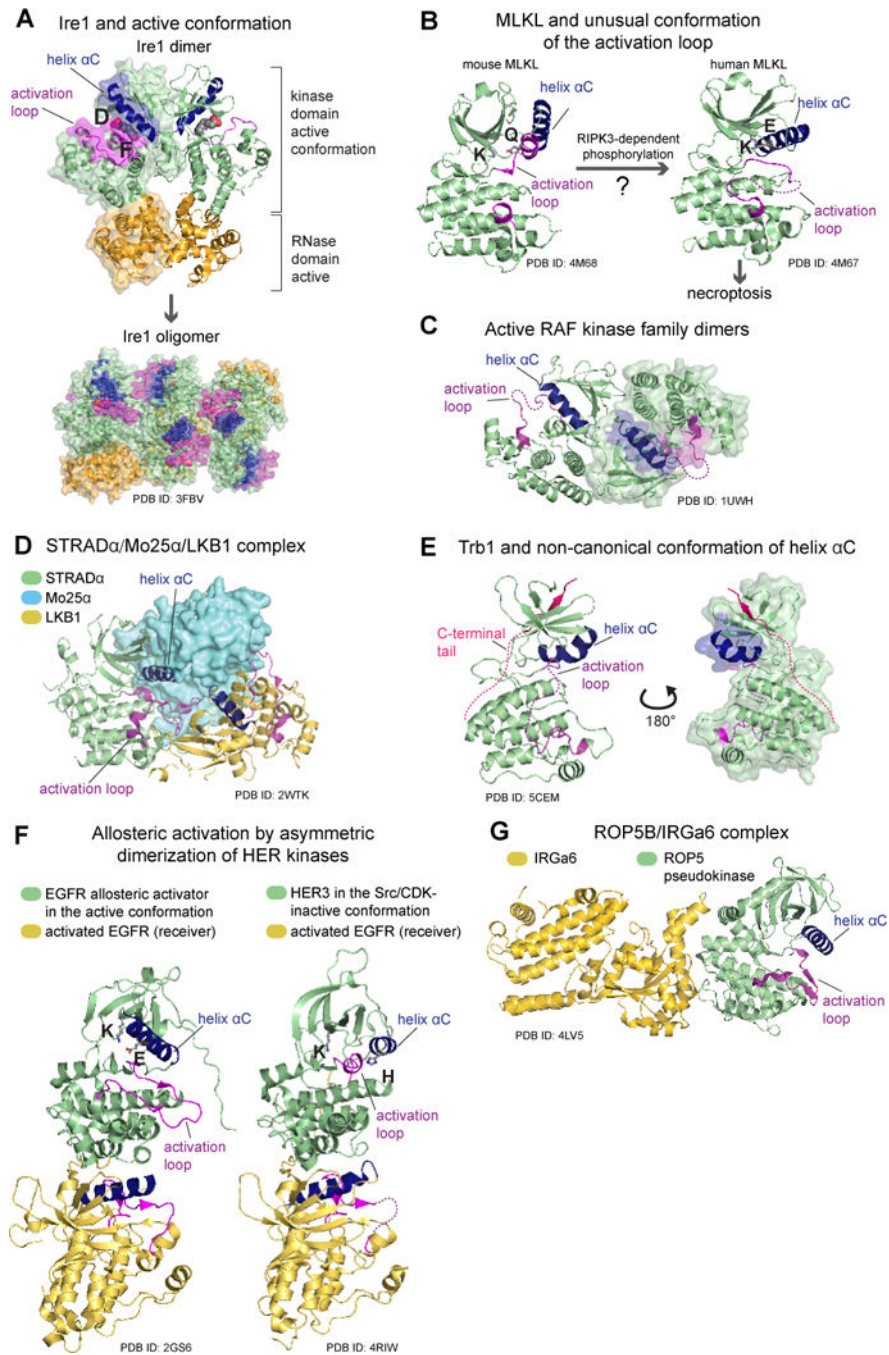 A
Ire1 and active conformation
Ire1 dimer
helix αC
activation
loop
D
F
kinase
domain
active
conformation
RNase
domain
active
Ire1 oligomer
PDB ID: 3FBV
B
MLKL and unusual conformation
of the activation loop
mouse MLKL
human MLKL
helix αC
Q
K
RIPK3-dependent
phosphorylation
?
activation
loop
PDB ID: 4M68
helix αC
E
K
activation
loop
PDB ID: 4M67
necroptosis
C
Active RAF kinase family dimers
helix αC
activation
loop
PDB ID: 1UWH
D
STRADα/Mo25α/LKB1 complex
STRADα
Mo25α
LKB1
helix αC
activation loop
PDB ID: 2WTK
E
Trb1 and non-canonical conformation of helix αC
C-terminal
tail
helix αC
activation
loop
180°
PDB ID: 5CEM
F
Allosteric activation by asymmetric
dimerization of HER kinases
EGFR allosteric activator
in the active conformation
activated EGFR (receiver)
HER3 in the Src/CDK-
inactive conformation
activated EGFR (receiver)
K
E
helix αC
activation
loop
PDB ID: 2GS6
K
H
helix αC
activation
loop
PDB ID: 4RIW
G
ROP5B/IRGa6 complex
IRGa6
ROP5
pseudokinase
helix αC
activation
loop
PDB ID: 4LV5